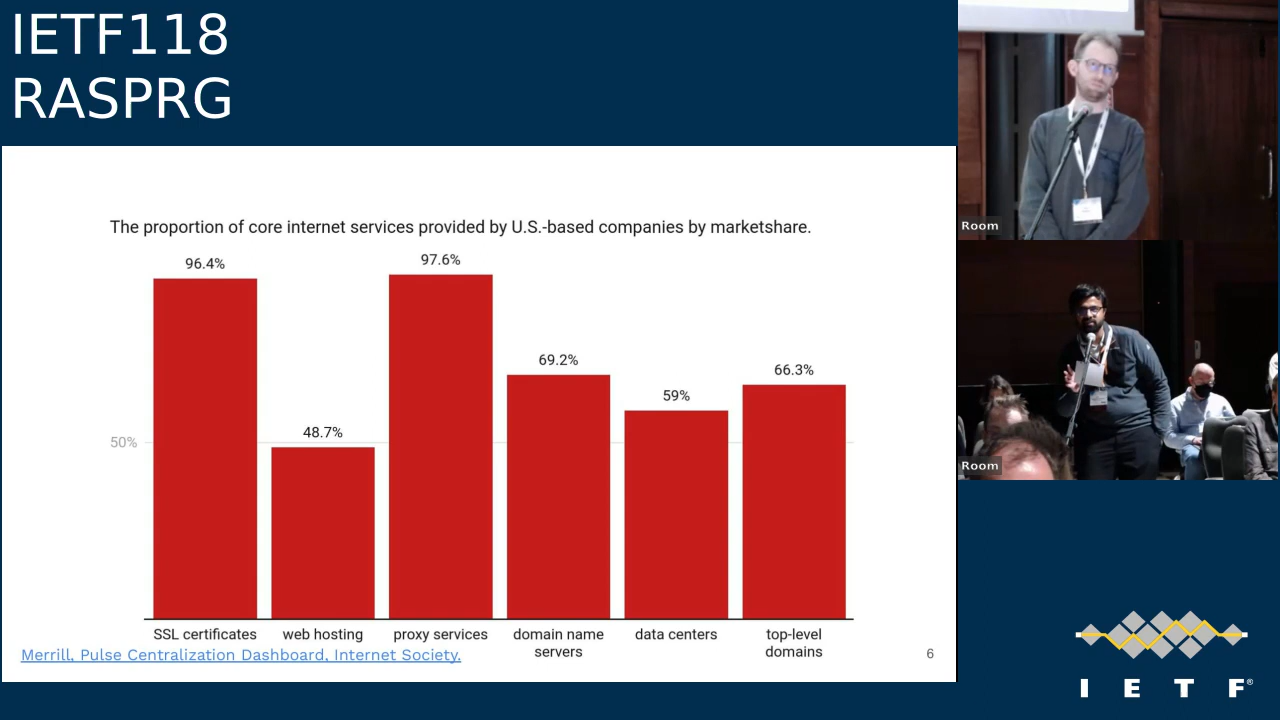 IETF118
RASPRG
The proportion of core internet services provided by U.S.-based companies by marketshare.
96.4%
48.7%
97.6%
69.2%
59%
66.3%
50%
SSL certificates
web hosting
proxy services
domain name
servers
data centers
top-level
domains
Merrill, Pulse Centralization Dashboard, Internet Society.
6
Room
Room
I E T F®